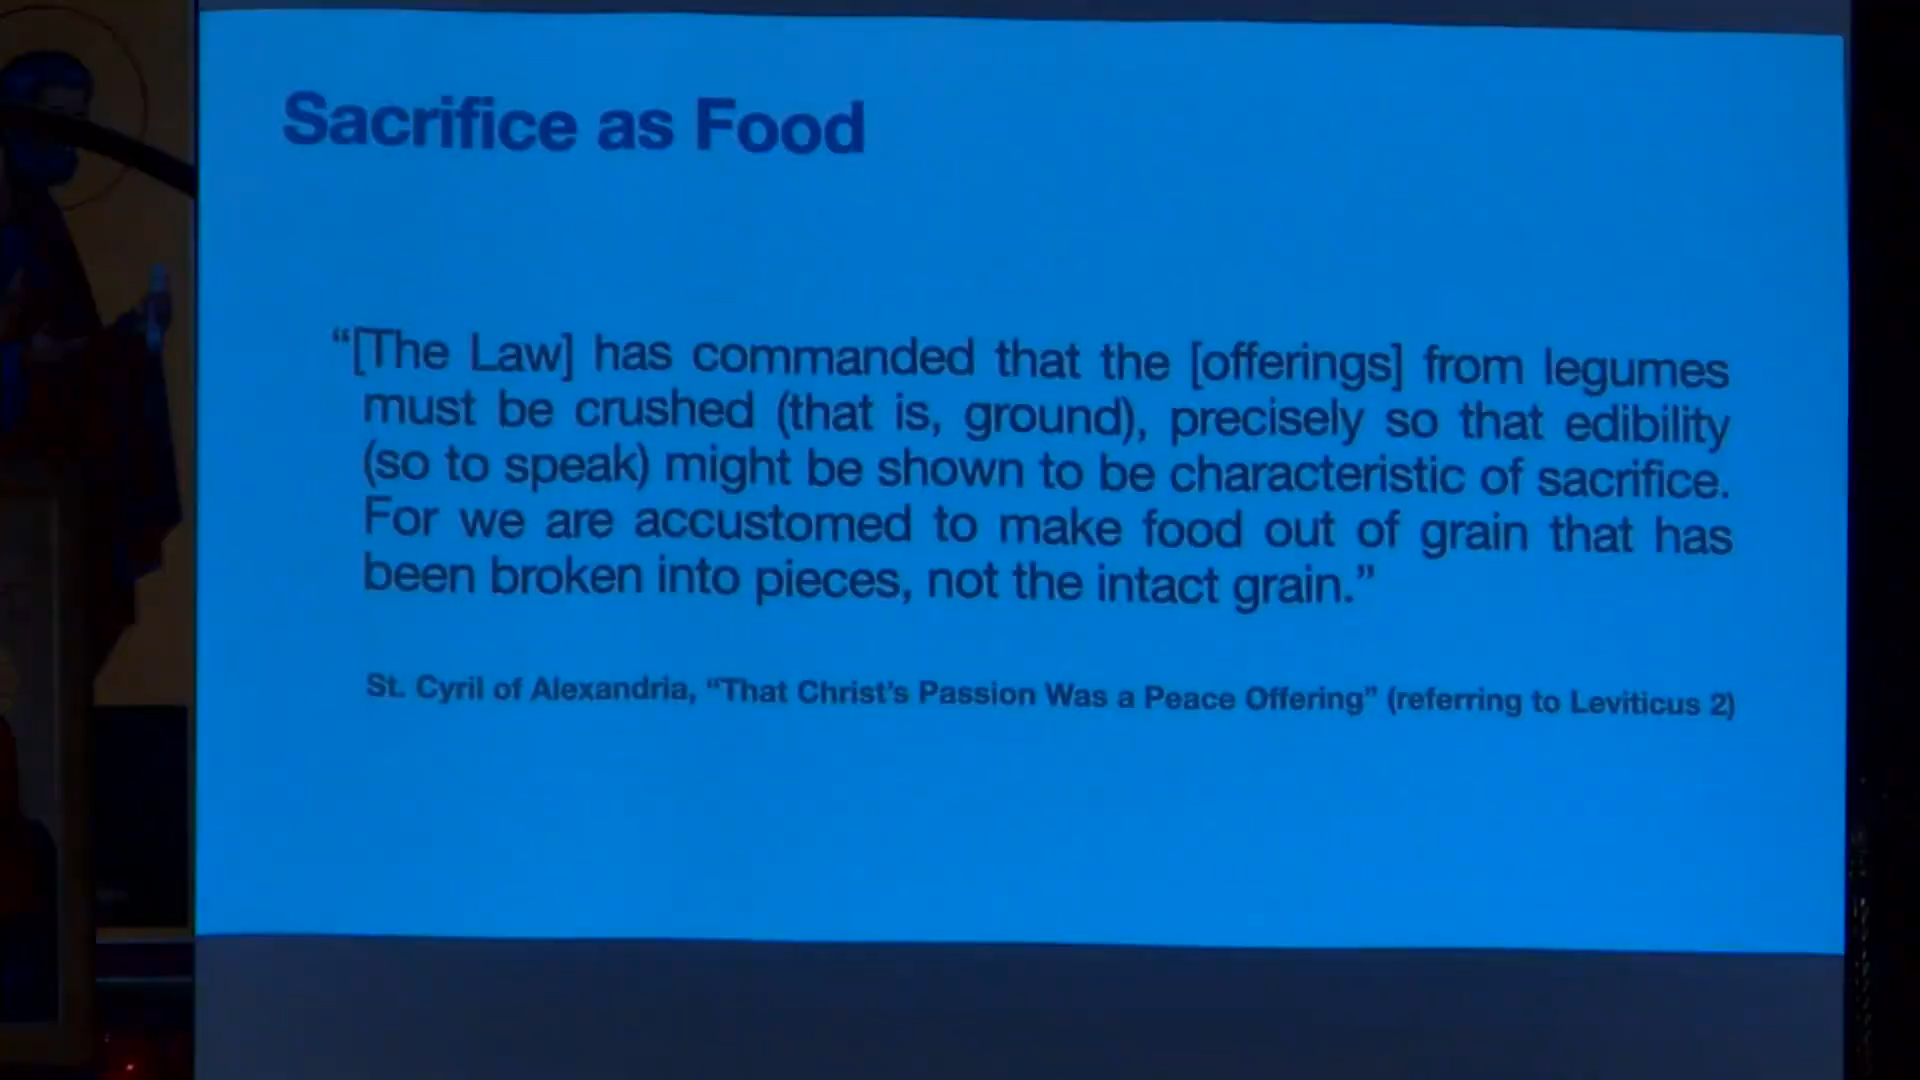 Sacrifice as Food
“[The Law] has commanded that the [offerings] from legumes
must be crushed (that is, ground), precisely so that edibility
(so to speak) might be shown to be characteristic of sacrifice.
For we are accustomed to make food out of grain that has
been broken into pieces, not the intact grain.”
St. Cyril of Alexandria, “That Christ’s Passion Was a Peace Offering” (referring to Leviticus 2)